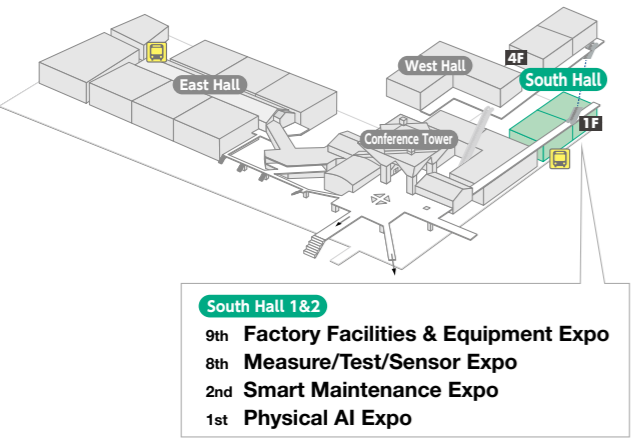 East Hall
West Hall
4F
South Hall
1F
Conference Tower
South Hall 1&2
9th Factory Facilities & Equipment Expo
8th Measure/Test/Sensor Expo
2nd Smart Maintenance Expo
1st Physical AI Expo